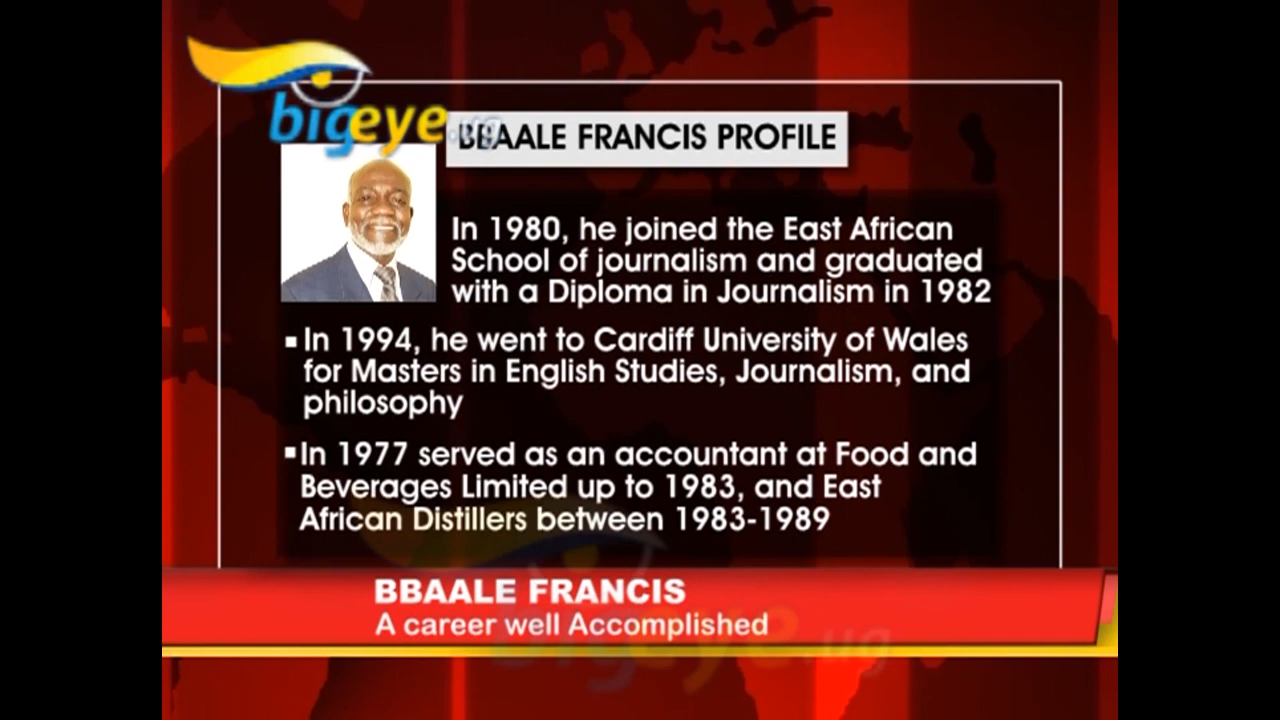 bigeye.ug
BBAALE FRANCIS PROFILE
In 1980, he joined the East African
School of journalism and graduated
with a Diploma in Journalism in 1982
▪ In 1994, he went to Cardiff University of Wales
for Masters in English Studies, Journalism, and
philosophy
▪ In 1977 served as an accountant at Food and
Beverages Limited up to 1983, and East
African Distillers between 1983-1989
BBAALE FRANCIS
A career well Accomplished
bigeye.ug